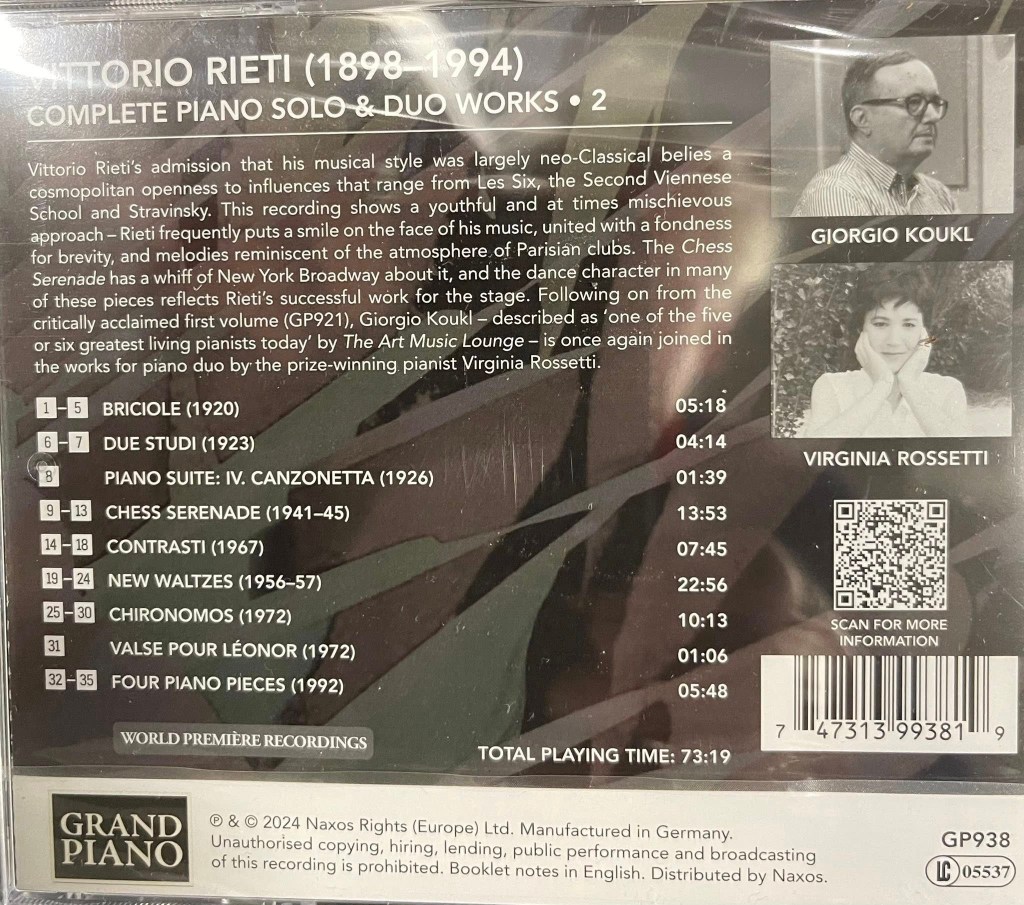 VITTORIO RIETI (1898–1994)
COMPLETE PIANO SOLO & DUO WORKS • 2
Vittorio Rieti's admission that his musical style was largely neo-Classical belies a
cosmopolitan openness to influences that range from Les Six, the Second Viennese
School and Stravinsky. This recording shows a youthful and at times mischievous
approach – Rieti frequently puts a smile on the face of his music, united with a fondness
for brevity, and melodies reminiscent of the atmosphere of Parisian clubs. The Chess
Serenade has a whiff of New York Broadway about it, and the dance character in many
of these pieces reflects Rieti's successful work for the stage. Following on from the
critically acclaimed first volume (GP921), Giorgio Koukl – described as 'one of the five
or six greatest living pianists today' by The Art Music Lounge – is once again joined in
the works for piano duo by the prize-winning pianist Virginia Rossetti.
1–5 BRICIOLE (1920) 05:18
6–7 DUE STUDI (1923) 04:14
8 PIANO SUITE: IV. CANZONETTA (1926) 01:39
9–13 CHESS SERENADE (1941–45) 13:53
14–18 CONTRASTI (1967) 07:45
19–24 NEW WALTZES (1956–57) 22:56
25–30 CHIRONOMOS (1972) 10:13
31 VALSE POUR LÉONOR (1972) 01:06
32–35 FOUR PIANO PIECES (1992) 05:48
WORLD PREMIÈRE RECORDINGS
TOTAL PLAYING TIME: 73:19
GIORGIO KOUKL
VIRGINIA ROSSETTI
SCAN FOR MORE
INFORMATION
7 47313 99381 9
GRAND
PIANO
℗ & © 2024 Naxos Rights (Europe) Ltd. Manufactured in Germany.
Unauthorised copying, hiring, lending, public performance and broadcasting
of this recording is prohibited. Booklet notes in English. Distributed by Naxos.
GP938
LC 05537